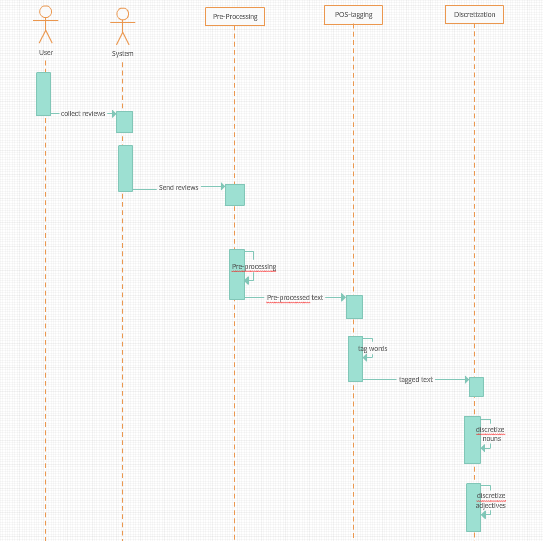 User
System
Pre-Processing
POS-tagging
Discretization
collect reviews
Send reviews
Pre-processing
Pre-processed text
tag words
tagged text
discretize
nouns
discretize
adjectives